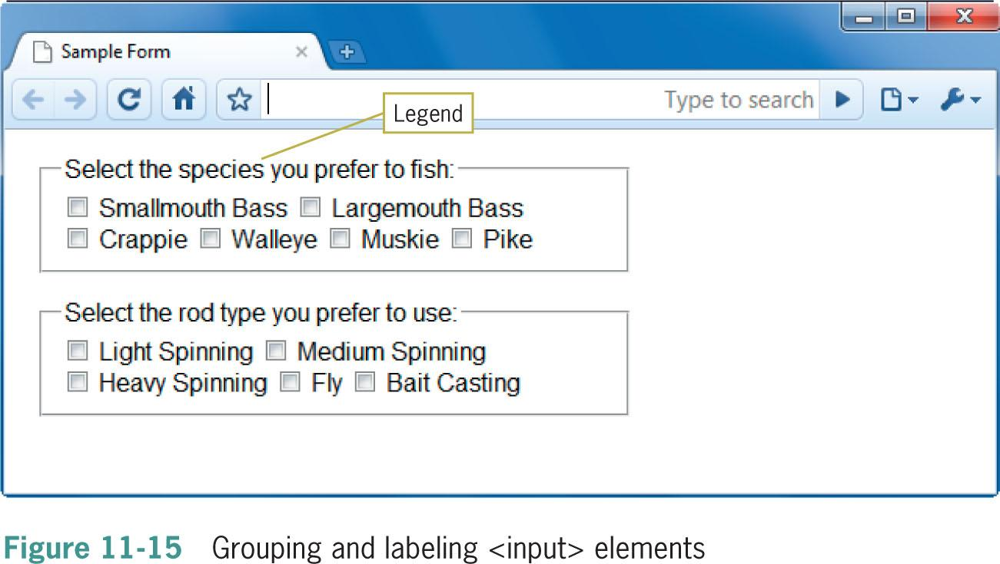 Sample Form
Type to search
Legend
Select the species you prefer to fish:
Smallmouth Bass Largemouth Bass
Crappie Walleye Muskie Pike
Select the rod type you prefer to use:
Light Spinning Medium Spinning
Heavy Spinning Fly Bait Casting
Figure 11-15 Grouping and labeling <input> elements